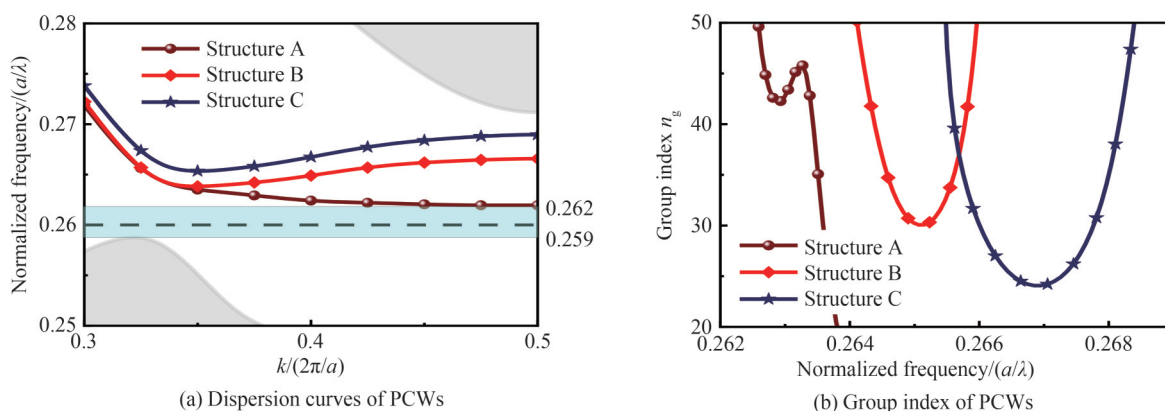 0.28
0.27
0.26
0.25
Normalized frequency/(a/λ)
Structure A
Structure B
Structure C
0.262
0.259
0.3
0.4
0.5
k/(2π/a)
(a) Dispersion curves of PCWs
50
40
30
20
Group index ng
Structure A
Structure B
Structure C
0.262
0.264
0.266
0.268
Normalized frequency/(a/λ)
(b) Group index of PCWs